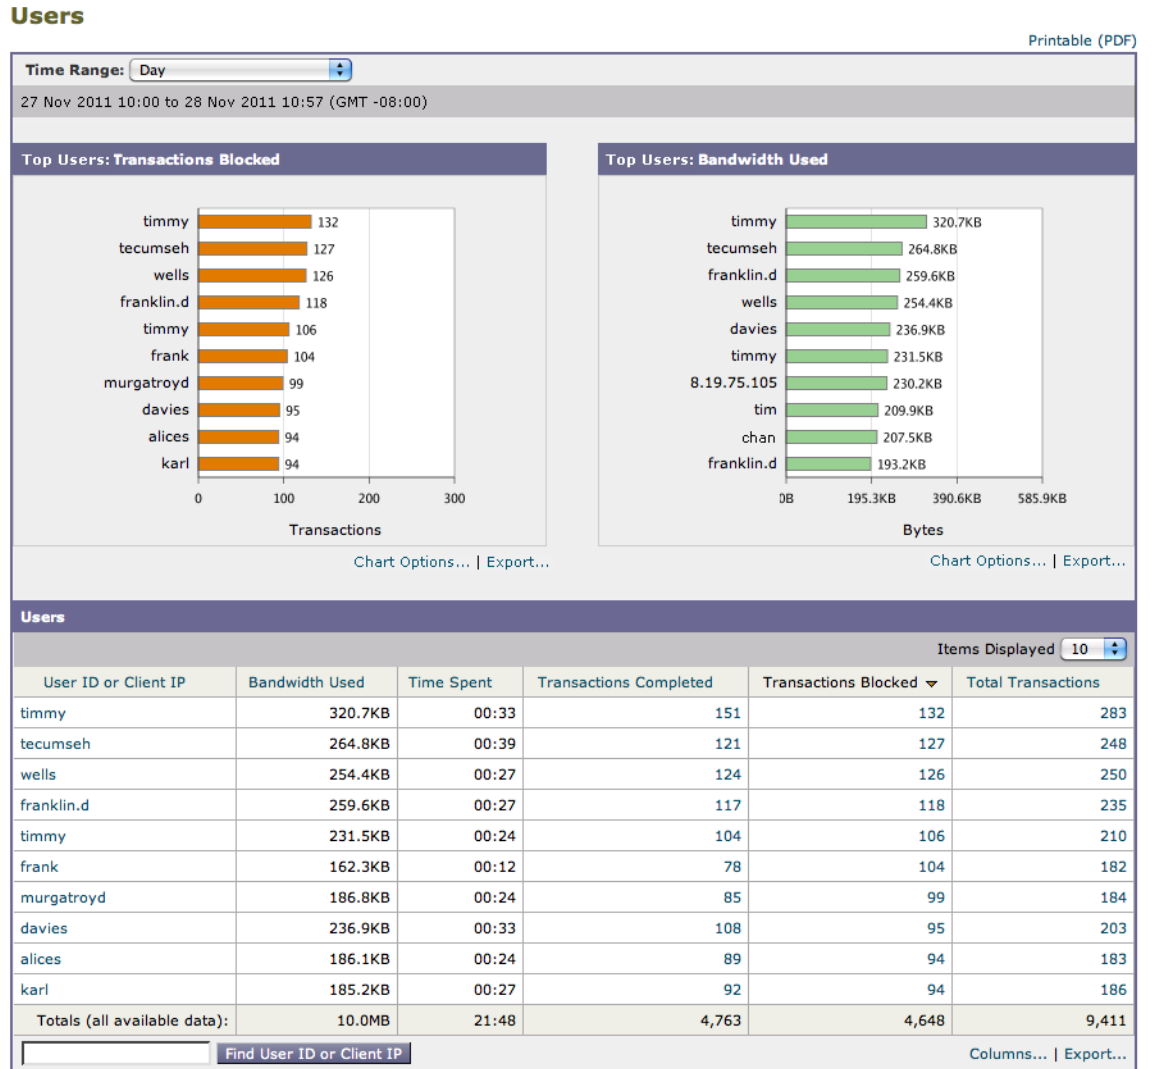 Users
Printable (PDF)
Time Range: Day
27 Nov 2011 10:00 to 28 Nov 2011 10:57 (GMT -08:00)
Top Users: Transactions Blocked
timmy 132
tecumseh 127
wells 126
franklin.d 118
timmy 106
frank 104
murgatroyd 99
davies 95
alices 94
karl 94
0 100 200 300
Transactions
Chart Options... | Export...
Top Users: Bandwidth Used
timmy 320.7KB
tecumseh 264.8KB
franklin.d 259.6KB
wells 254.4KB
davies 236.9KB
timmy 231.5KB
8.19.75.105 230.2KB
tim 209.9KB
chan 207.5KB
franklin.d 193.2KB
0B 195.3KB 390.6KB 585.9KB
Bytes
Chart Options... | Export...
Users
Items Displayed 10
User ID or Client IP Bandwidth Used Time Spent Transactions Completed Transactions Blocked Total Transactions
timmy 320.7KB 00:33 151 132 283
tecumseh 264.8KB 00:39 121 127 248
wells 254.4KB 00:27 124 126 250
franklin.d 259.6KB 00:27 117 118 235
timmy 231.5KB 00:24 104 106 210
frank 162.3KB 00:12 78 104 182
murgatroyd 186.8KB 00:24 85 99 184
davies 236.9KB 00:33 108 95 203
alices 186.1KB 00:24 89 94 183
karl 185.2KB 00:27 92 94 186
Totals (all available data): 10.0MB 21:48 4,763 4,648 9,411
Find User ID or Client IP
Columns... | Export...